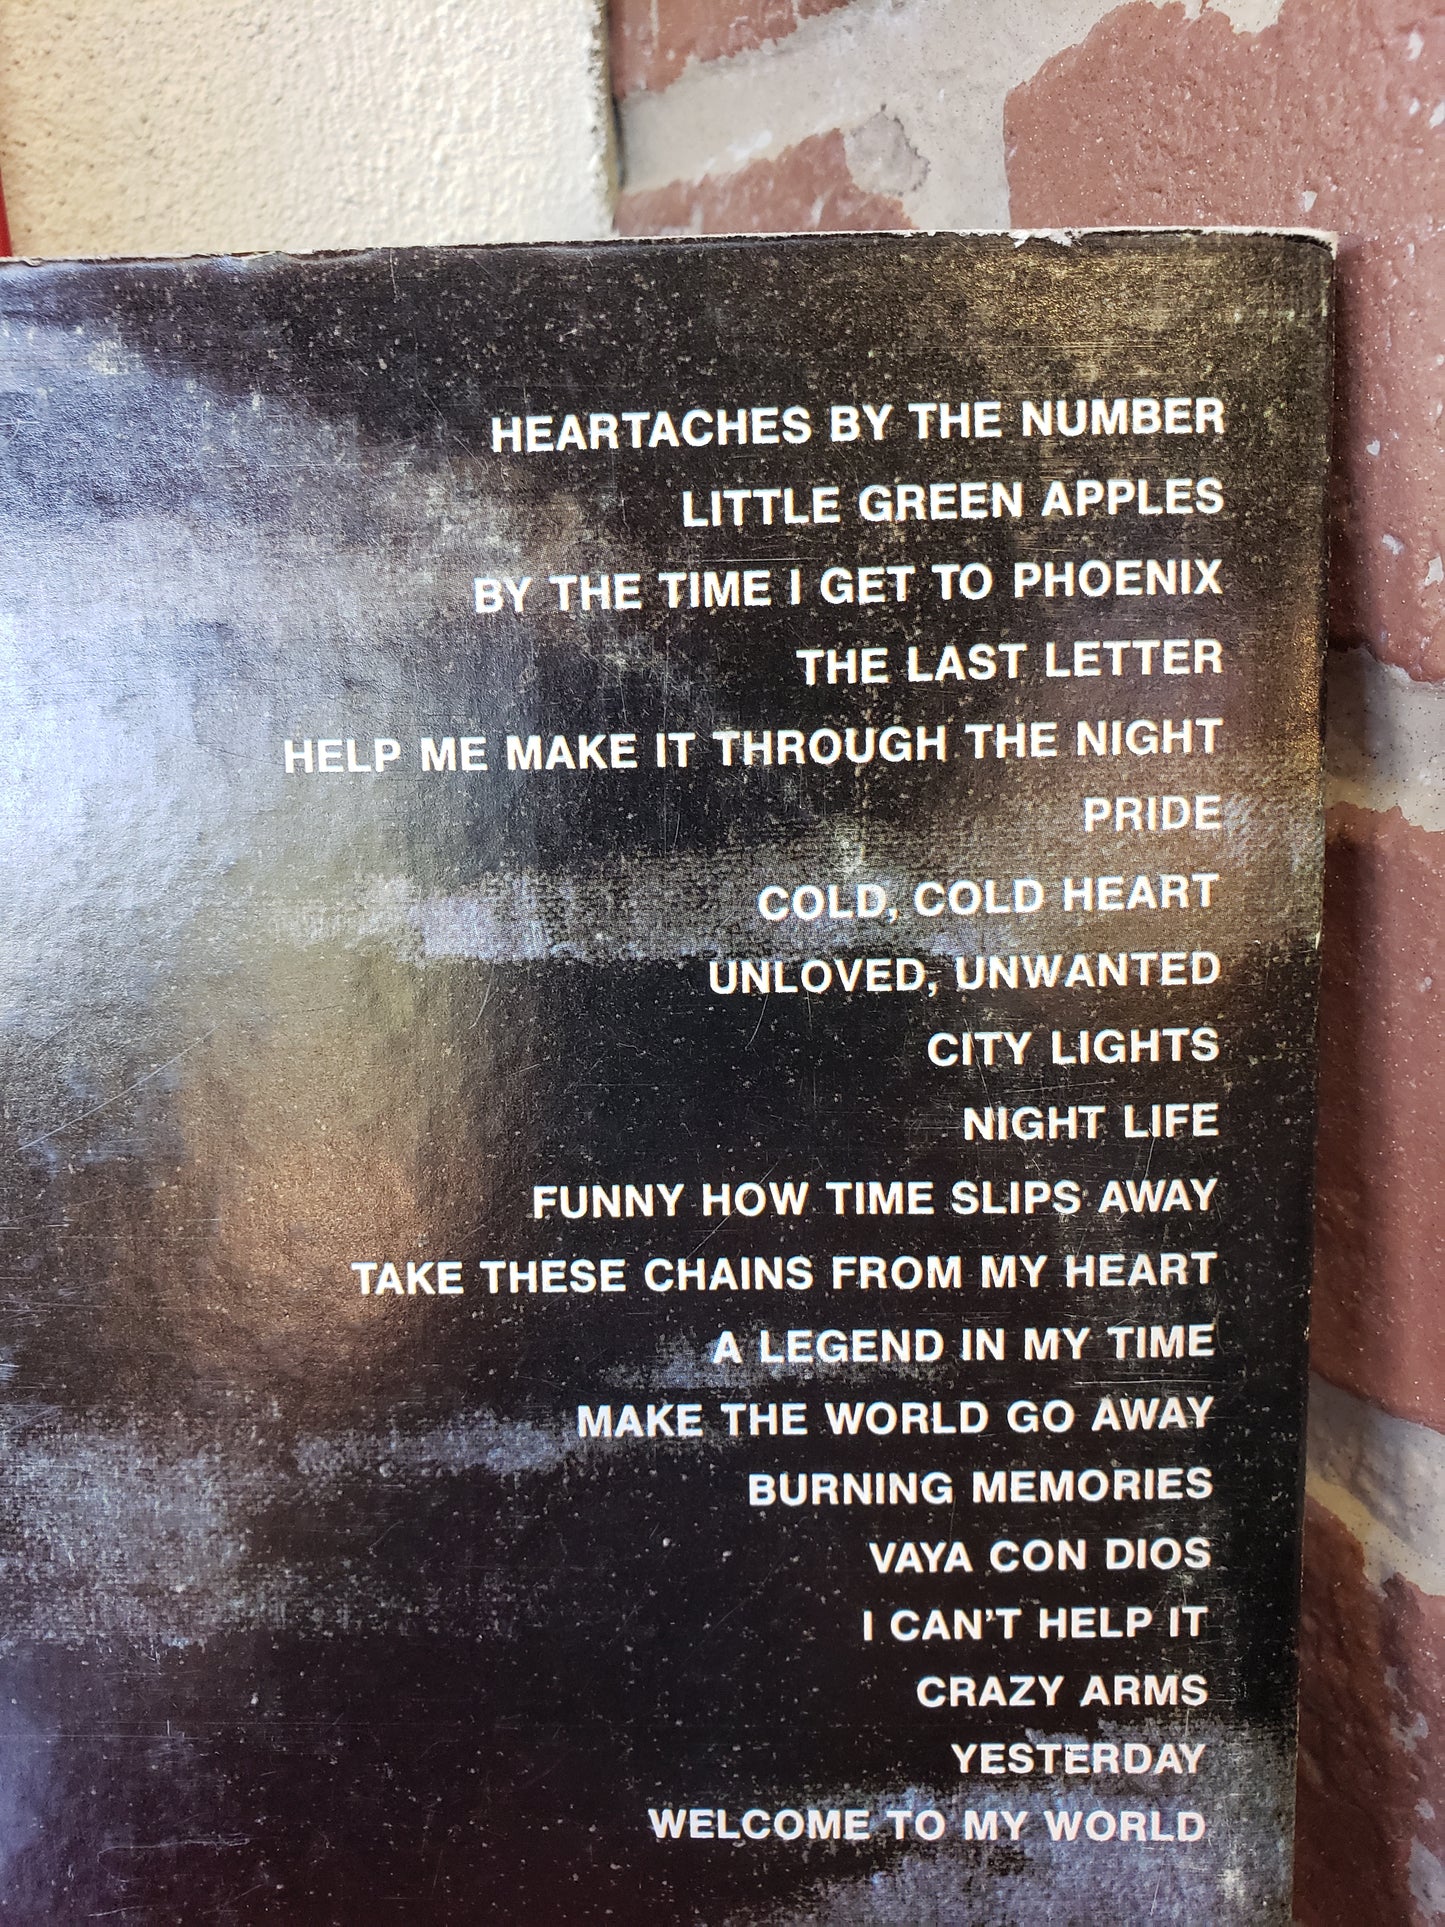 HEARTACHES BY THE NUMBER
LITTLE GREEN APPLES
BY THE TIME I GET TO PHOENIX
THE LAST LETTER
HELP ME MAKE IT THROUGH THE NIGHT
PRIDE
COLD, COLD HEART
UNLOVED, UNWANTED
CITY LIGHTS
NIGHT LIFE
FUNNY HOW TIME SLIPS AWAY
TAKE THESE CHAINS FROM MY HEART
A LEGEND IN MY TIME
MAKE THE WORLD GO AWAY
BURNING MEMORIES
VAYA CON DIOS
I CAN'T HELP IT
CRAZY ARMS
YESTERDAY
WELCOME TO MY WORLD